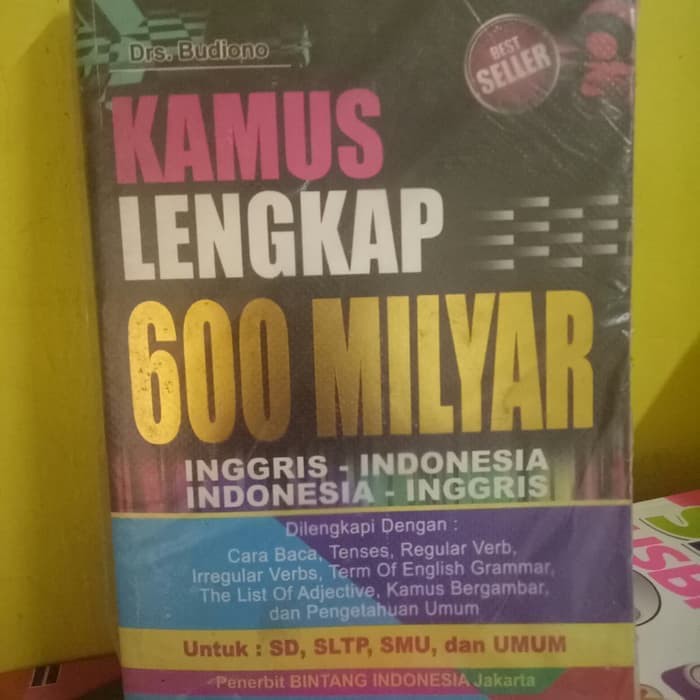 Drs. Budiono
BEST
SELLER
KAMUS
LENGKAP
600 MILYAR
INGGRIS - INDONESIA
INDONESIA - INGGRIS
Dilengkapi Dengan :
Cara Baca, Tenses, Regular Verb,
Irregular Verbs, Term Of English Grammar,
The List Of Adjective, Kamus Bergambar,
dan Pengetahuan Umum
Untuk : SD, SLTP, SMU, dan UMUM
Penerbit BINTANG INDONESIA Jakarta